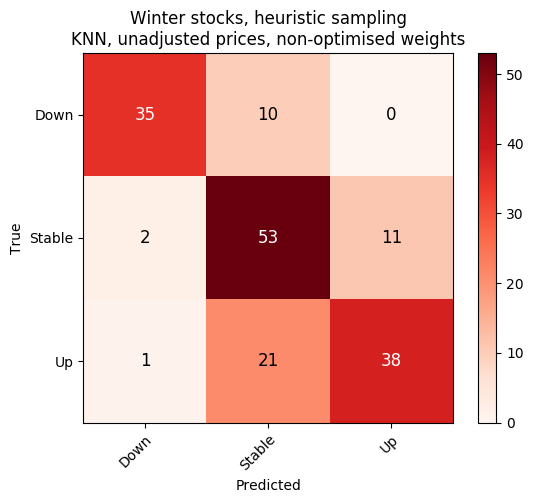 Winter stocks, heuristic sampling
KNN, unadjusted prices, non-optimised weights
Down 35 10 0
Stable 2 53 11
Up 1 21 38
Down Stable Up
Predicted
True
50
40
30
20
10
0